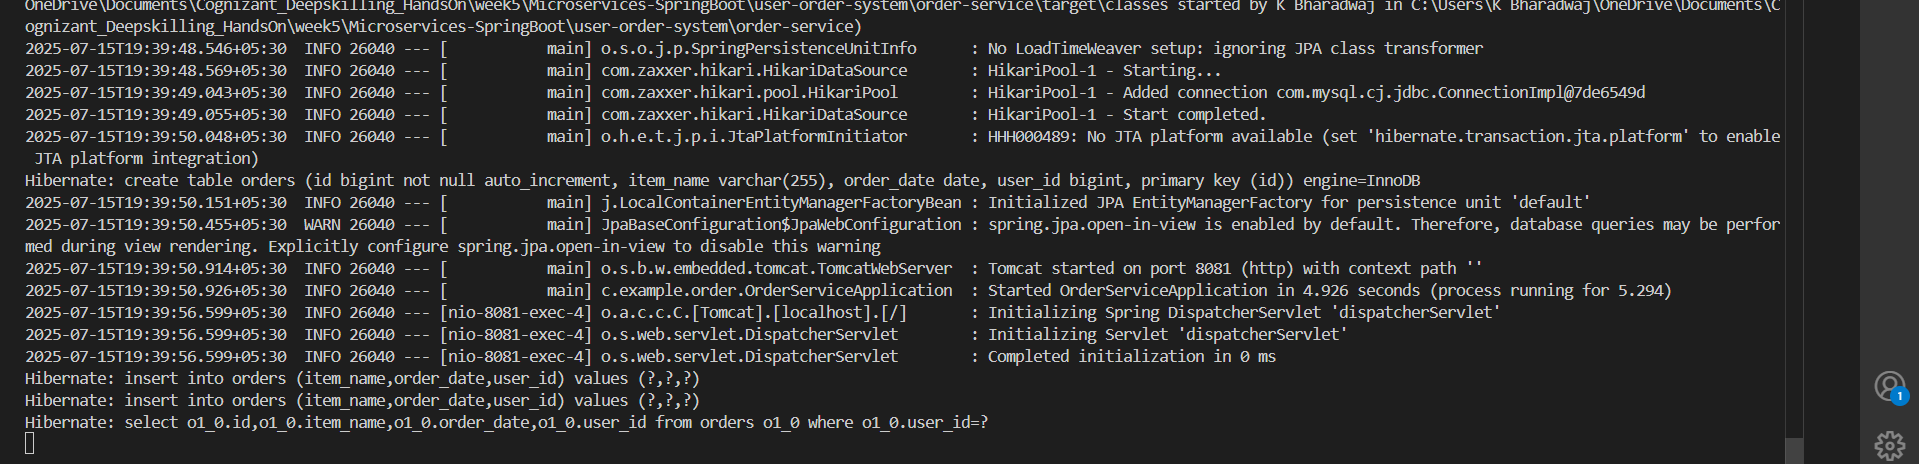 OneDrive\Documents\Cognizant_Deepskilling_HandsOn\week5\Microservices-SpringBoot\user-order-system\order-service\target\classes started by K Bharadwaj in C:\Users\K Bharadwaj\OneDrive\Documents\C
ognizant_Deepskilling_HandsOn\week5\Microservices-SpringBoot\user-order-system\order-service)
2025-07-15T19:39:48.546+05:30  INFO 26040 --- [           main] o.s.o.j.p.SpringPersistenceUnitInfo      : No LoadTimeWeaver setup: ignoring JPA class transformer
2025-07-15T19:39:48.569+05:30  INFO 26040 --- [           main] com.zaxxer.hikari.HikariDataSource       : HikariPool-1 - Starting...
2025-07-15T19:39:49.043+05:30  INFO 26040 --- [           main] com.zaxxer.hikari.pool.HikariPool        : HikariPool-1 - Added connection com.mysql.cj.jdbc.ConnectionImpl@7de6549d
2025-07-15T19:39:49.055+05:30  INFO 26040 --- [           main] com.zaxxer.hikari.HikariDataSource       : HikariPool-1 - Start completed.
2025-07-15T19:39:50.048+05:30  INFO 26040 --- [           main] o.h.e.t.j.p.i.JtaPlatformInitiator       : HHH000489: No JTA platform available (set 'hibernate.transaction.jta.platform' to enable
 JTA platform integration)
Hibernate: create table orders (id bigint not null auto_increment, item_name varchar(255), order_date date, user_id bigint, primary key (id)) engine=InnoDB
2025-07-15T19:39:50.151+05:30  INFO 26040 --- [           main] j.LocalContainerEntityManagerFactoryBean : Initialized JPA EntityManagerFactory for persistence unit 'default'
2025-07-15T19:39:50.455+05:30  WARN 26040 --- [           main] JpaBaseConfiguration$JpaWebConfiguration : spring.jpa.open-in-view is enabled by default. Therefore, database queries may be perfor
med during view rendering. Explicitly configure spring.jpa.open-in-view to disable this warning
2025-07-15T19:39:50.914+05:30  INFO 26040 --- [           main] o.s.b.w.embedded.tomcat.TomcatWebServer  : Tomcat started on port 8081 (http) with context path ''
2025-07-15T19:39:50.926+05:30  INFO 26040 --- [           main] c.example.order.OrderServiceApplication  : Started OrderServiceApplication in 4.926 seconds (process running for 5.294)
2025-07-15T19:39:56.599+05:30  INFO 26040 --- [nio-8081-exec-4] o.a.c.c.C.[Tomcat].[localhost].[/]       : Initializing Spring DispatcherServlet 'dispatcherServlet'
2025-07-15T19:39:56.599+05:30  INFO 26040 --- [nio-8081-exec-4] o.s.web.servlet.DispatcherServlet        : Initializing Servlet 'dispatcherServlet'
2025-07-15T19:39:56.599+05:30  INFO 26040 --- [nio-8081-exec-4] o.s.web.servlet.DispatcherServlet        : Completed initialization in 0 ms
Hibernate: insert into orders (item_name,order_date,user_id) values (?,?,?)
Hibernate: insert into orders (item_name,order_date,user_id) values (?,?,?)
Hibernate: select o1_0.id,o1_0.item_name,o1_0.order_date,o1_0.user_id from orders o1_0 where o1_0.user_id=?
1